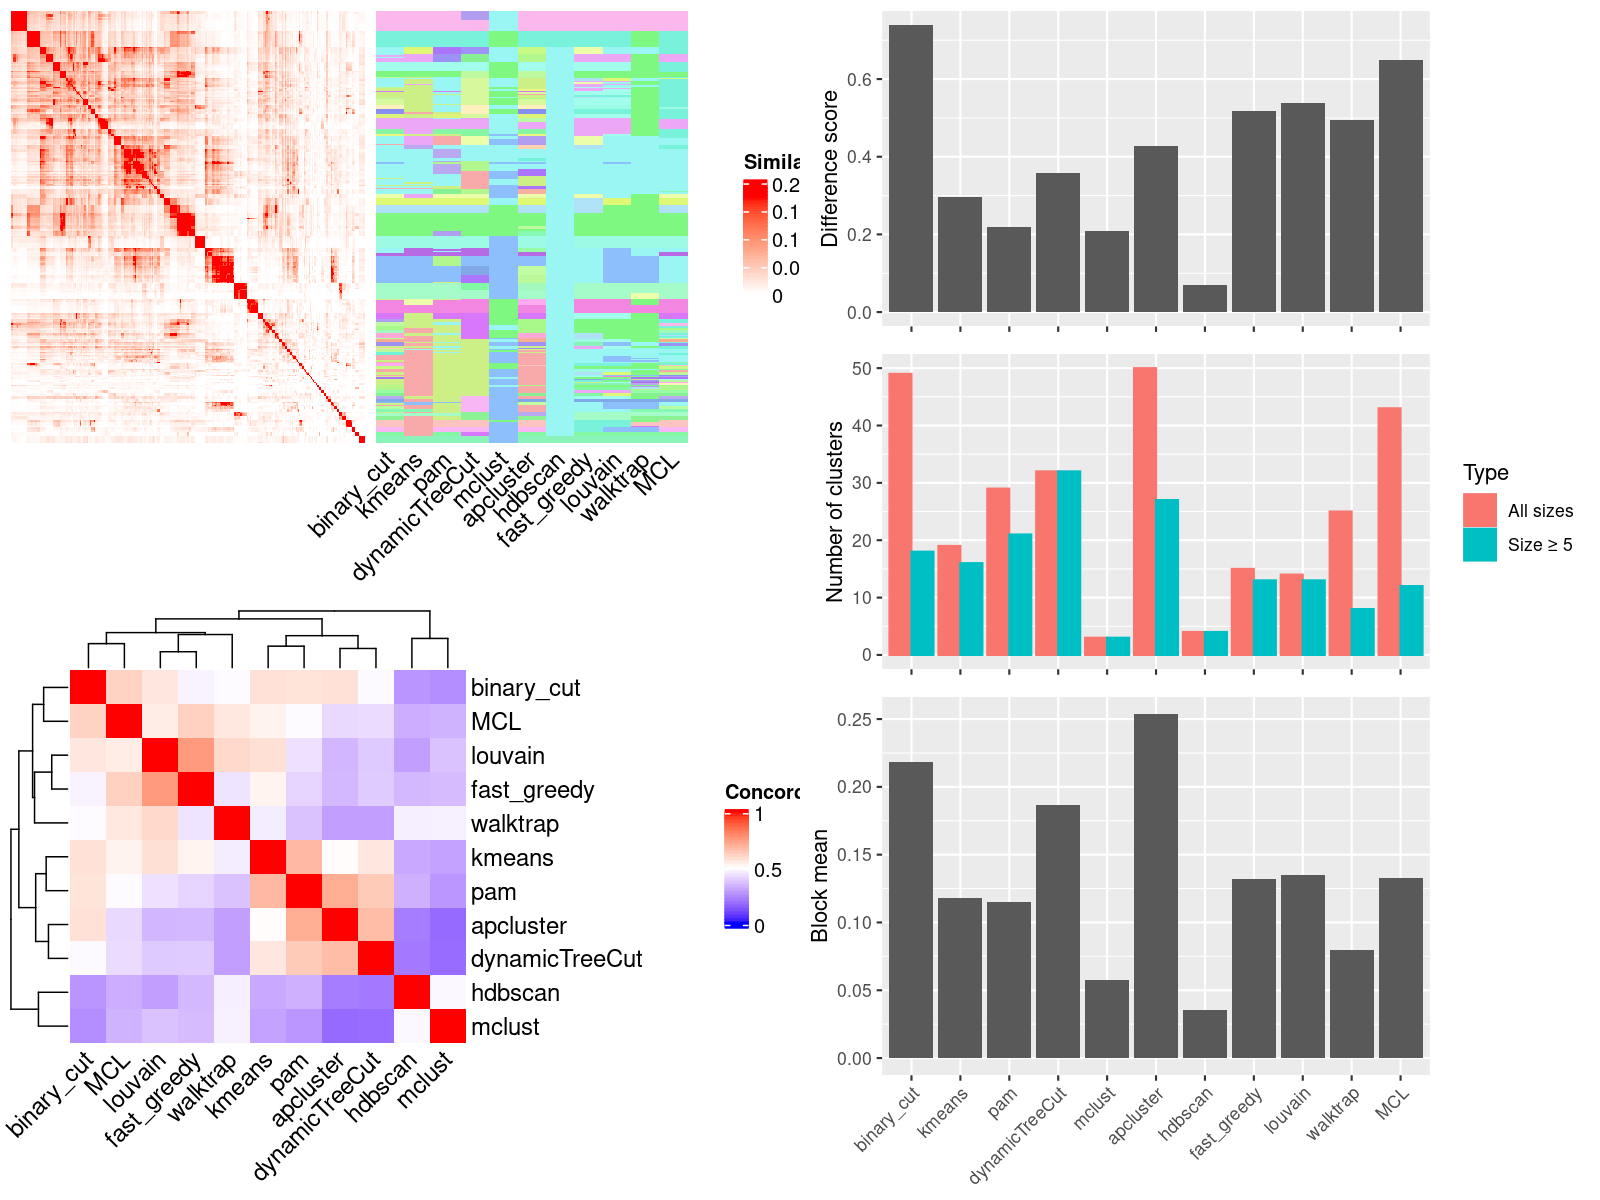 Simila
0.2
0.1
0.1
0.0
0
binary_cut
kmeans
pam
dynamicTreeCut
mclust
apcluster
hdbscan
fast_greedy
louvain
walktrap
MCL
binary_cut
MCL
louvain
fast_greedy
walktrap
kmeans
pam
apcluster
dynamicTreeCut
hdbscan
mclust
binary_cut
MCL
louvain
fast_greedy
walktrap
kmeans
pam
apcluster
dynamicTreeCut
hdbscan
mclust
Concord
1
0.5
0
Difference score
0.6
0.4
0.2
0.0
Number of clusters
50
40
30
20
10
0
Type
All sizes
Size ≥ 5
Block mean
0.25
0.20
0.15
0.10
0.05
0.00
binary_cut
kmeans
pam
dynamicTreeCut
mclust
apcluster
hdbscan
fast_greedy
louvain
walktrap
MCL